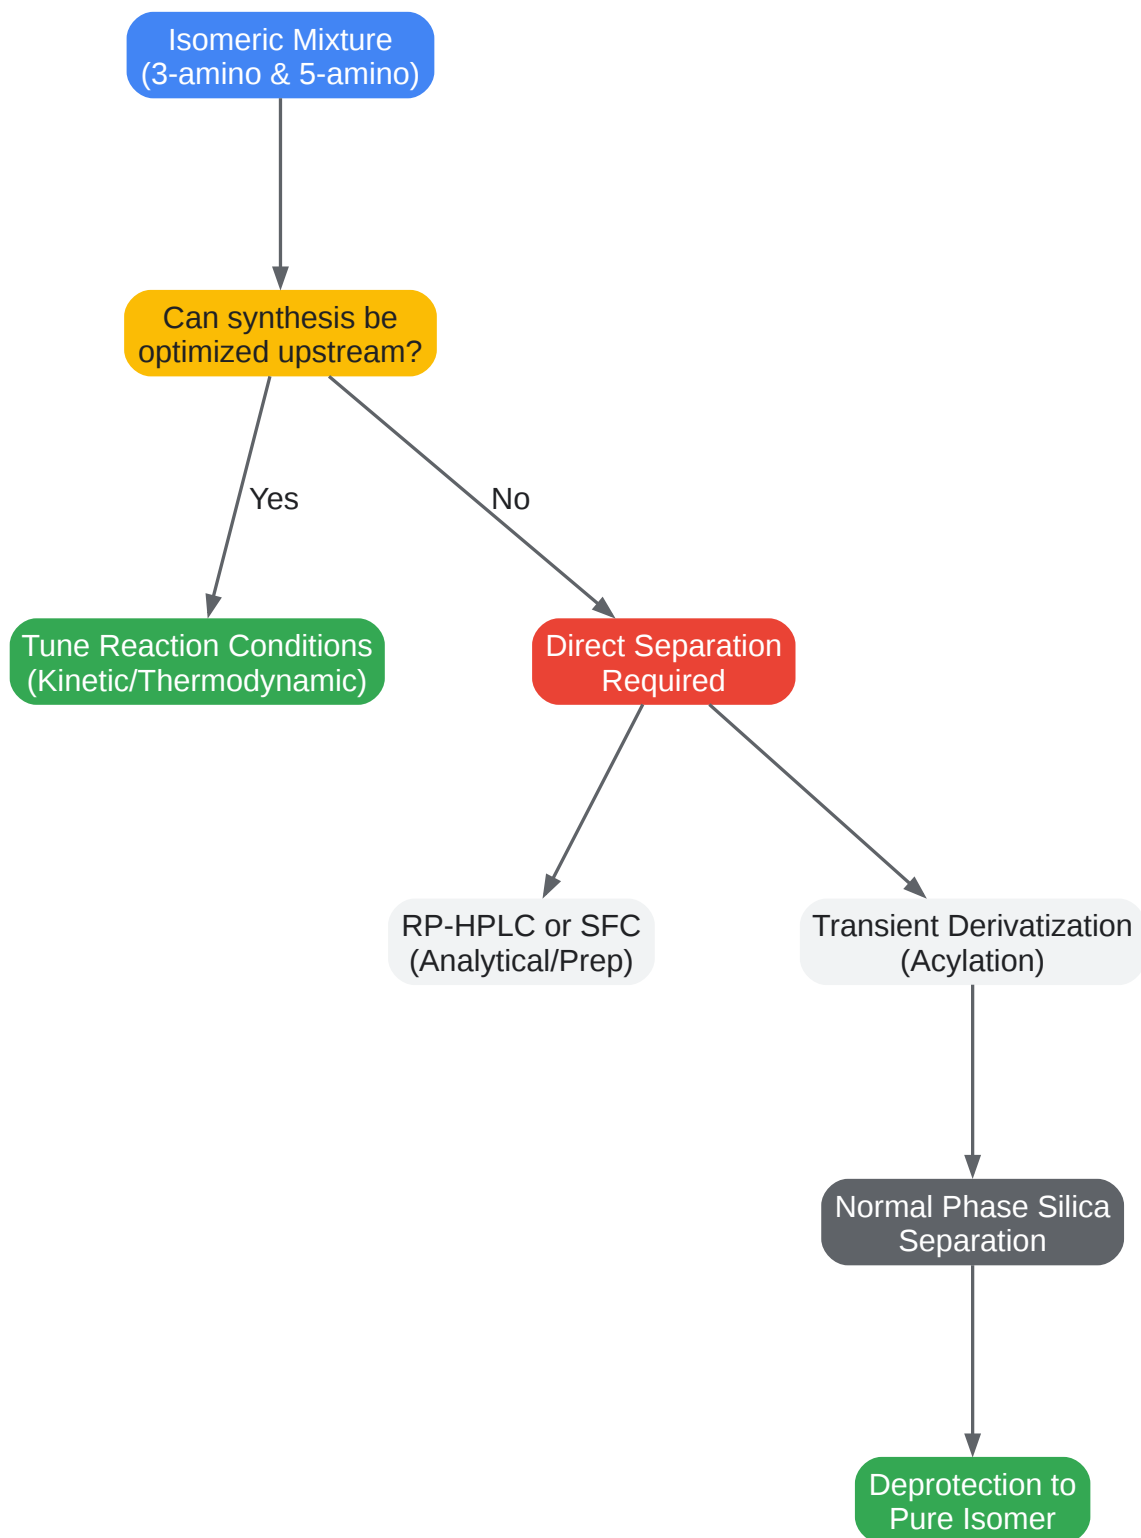 Isomeric Mixture
(3-amino & 5-amino)
Can synthesis be
optimized upstream?
Yes
No
Tune Reaction Conditions
(Kinetic/Thermodynamic)
Direct Separation
Required
RP-HPLC or SFC
(Analytical/Prep)
Transient Derivatization
(Acylation)
Normal Phase Silica
Separation
Deprotection to
Pure Isomer